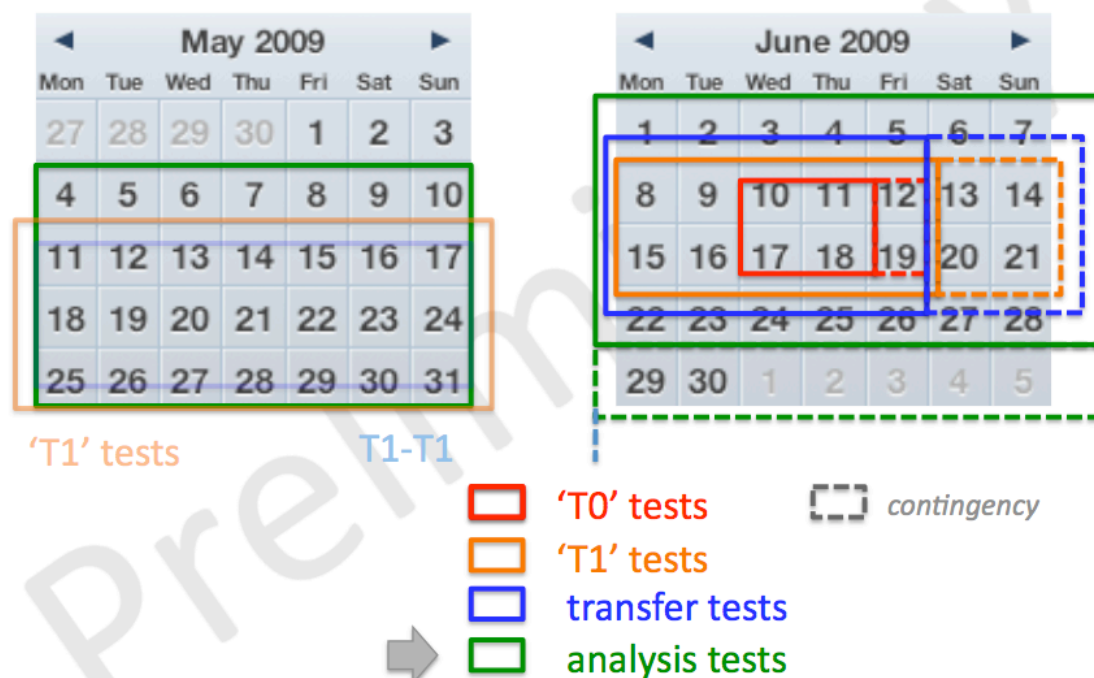 May 2009
Mon Tue Wed Thu Fri Sat Sun
27 28 29 30 1 2 3
4 5 6 7 8 9 10
11 12 13 14 15 16 17
18 19 20 21 22 23 24
25 26 27 28 29 30 31
'T1' tests
T1-T1
June 2009
Mon Tue Wed Thu Fri Sat Sun
1 2 3 4 5 6 7
8 9 10 11 12 13 14
15 16 17 18 19 20 21
22 23 24 25 26 27 28
29 30 1 2 3 4 5
'T0' tests
contingency
'T1' tests
transfer tests
analysis tests